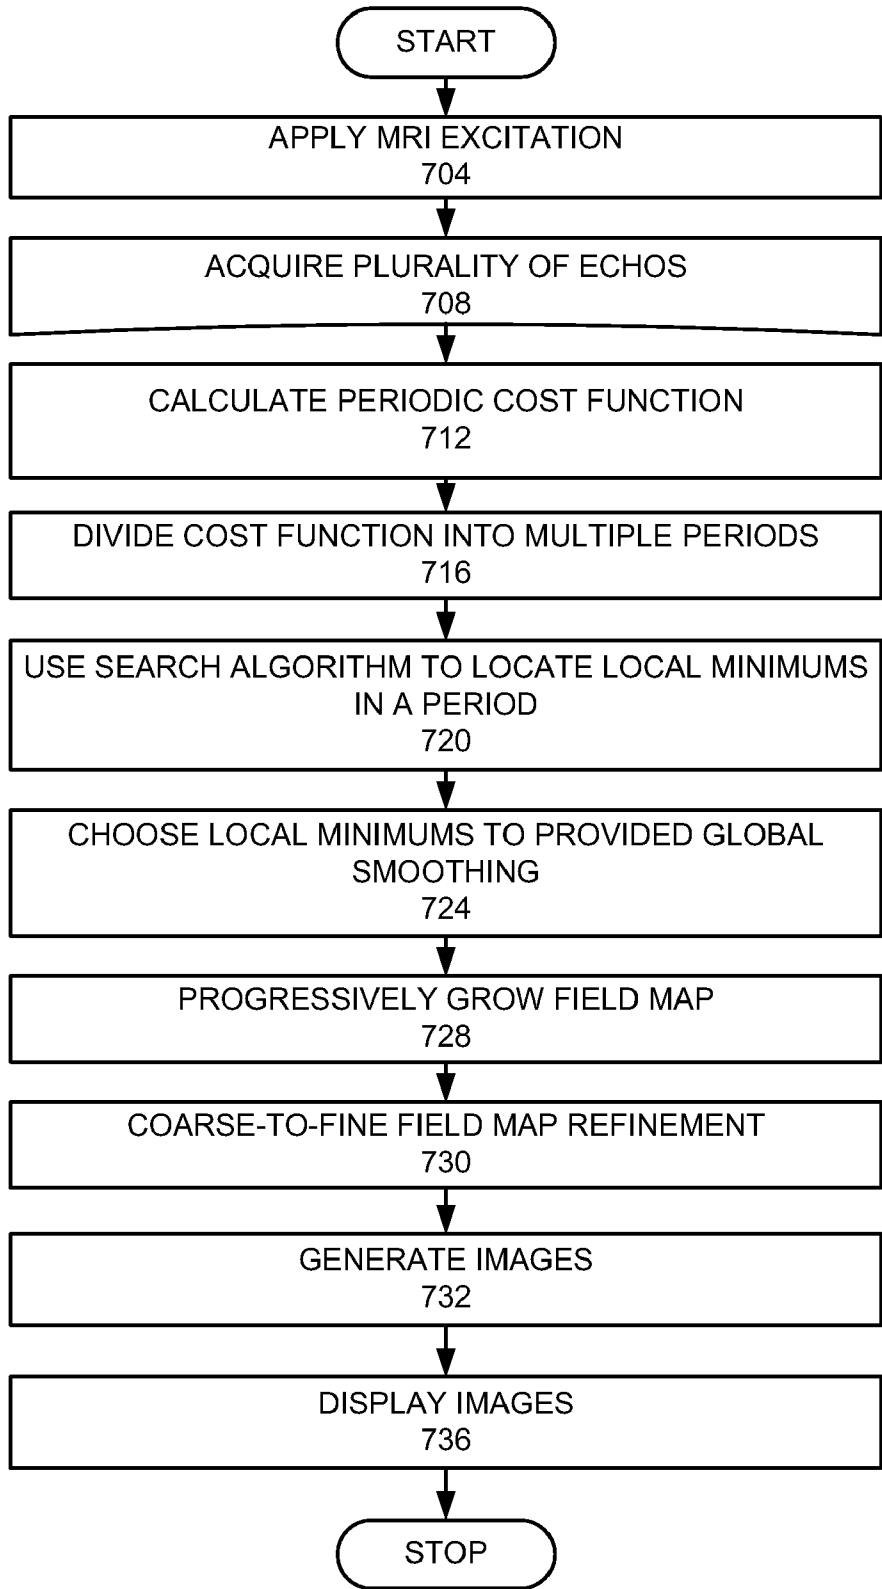 START
APPLY MRI EXCITATION
704
ACQUIRE PLURALITY OF ECHOS
708
CALCULATE PERIODIC COST FUNCTION
712
DIVIDE COST FUNCTION INTO MULTIPLE PERIODS
716
USE SEARCH ALGORITHM TO LOCATE LOCAL MINIMUMS
IN A PERIOD
720
CHOOSE LOCAL MINIMUMS TO PROVIDED GLOBAL
SMOOTHING
724
PROGRESSIVELY GROW FIELD MAP
728
COARSE-TO-FINE FIELD MAP REFINEMENT
730
GENERATE IMAGES
732
DISPLAY IMAGES
736
STOP